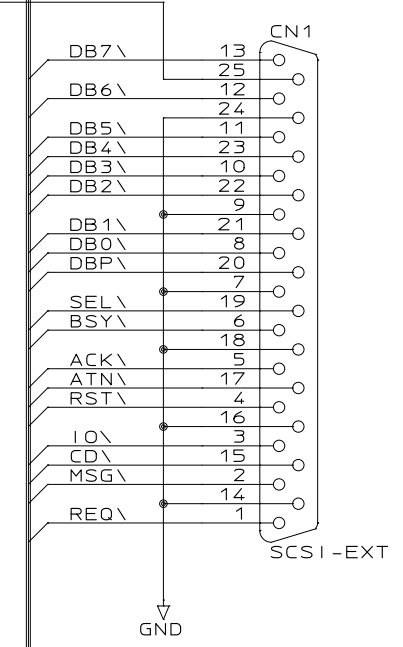 CN1
DB7\ 13
25
DB6\ 12
24
DB5\ 11
DB4\ 23
DB3\ 10
DB2\ 22
9
DB1\ 21
DB0\ 8
DBP\ 20
7
SEL\ 19
BSY\ 6
18
ACK\ 5
ATN\ 17
RST\ 4
16
IO\ 3
CD\ 15
MSG\ 2
14
REQ\ 1
SCSI-EXT
GND